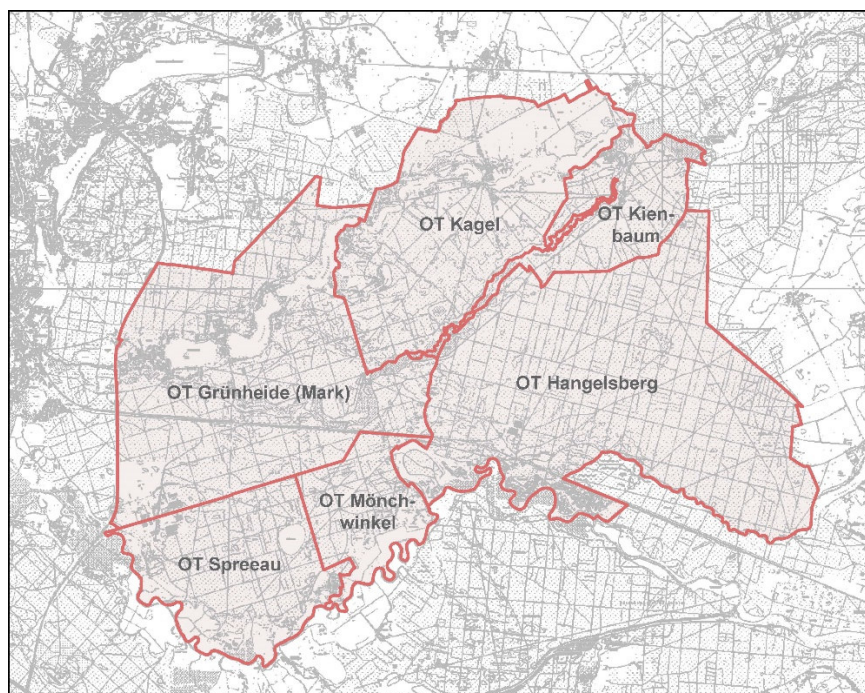 OT Kagel
OT Kien-
baum
OT Grünheide (Mark)
OT Hangelsberg
OT Mönch-
winkel
OT Spreeau